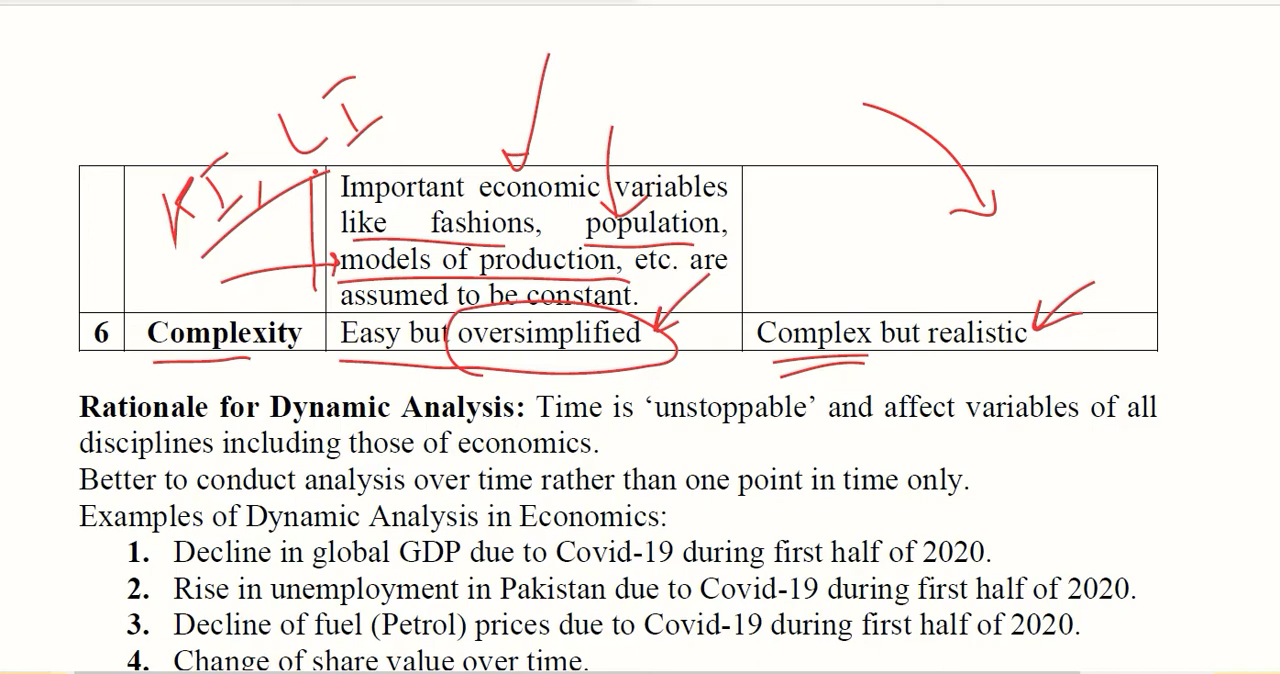 LI
KI
Important economic variables
like fashions, population,
models of production, etc. are
assumed to be constant.
6 Complexity Easy but oversimplified Complex but realistic
Rationale for Dynamic Analysis: Time is ‘unstoppable’ and affect variables of all
disciplines including those of economics.
Better to conduct analysis over time rather than one point in time only.
Examples of Dynamic Analysis in Economics:
1. Decline in global GDP due to Covid-19 during first half of 2020.
2. Rise in unemployment in Pakistan due to Covid-19 during first half of 2020.
3. Decline of fuel (Petrol) prices due to Covid-19 during first half of 2020.
4. Change of share value over time.